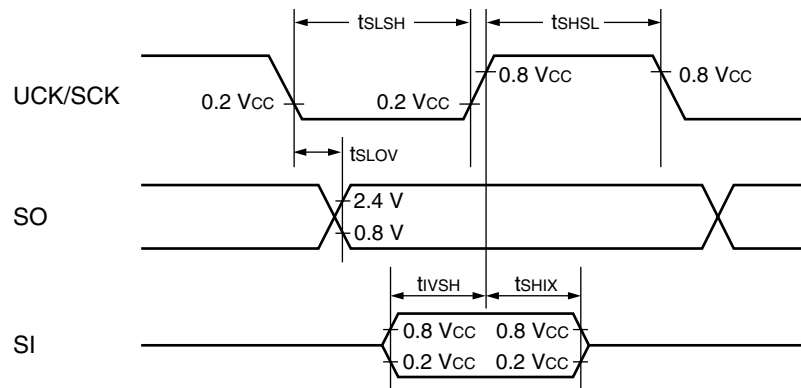 tSLSH tSHSL
UCK/SCK
0.8 VCC 0.8 VCC
0.2 VCC 0.2 VCC
tSLOV
SO
2.4 V
0.8 V
tIVSH tSHIX
SI
0.8 VCC 0.8 VCC
0.2 VCC 0.2 VCC